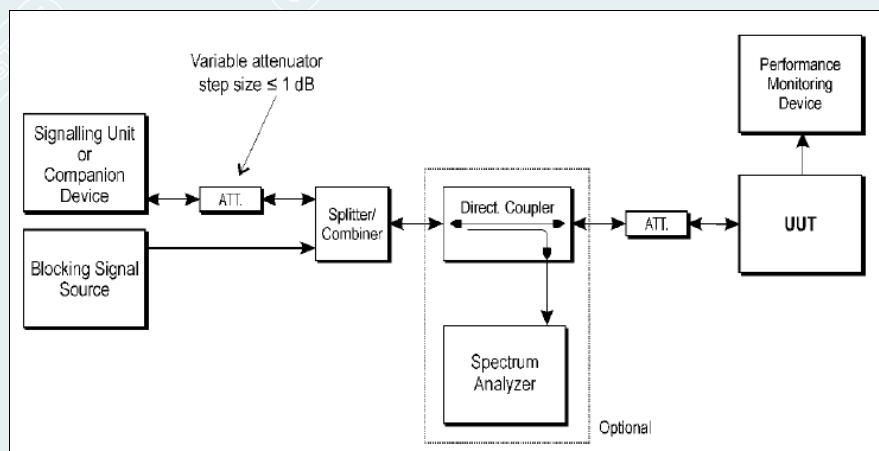 Variable attenuator
step size ≤ 1 dB
Performance
Monitoring
Device
Signalling Unit
or
Companion
Device
ATT.
Splitter/
Combiner
Direct. Coupler
ATT.
UUT
Blocking Signal
Source
Spectrum
Analyzer
Optional